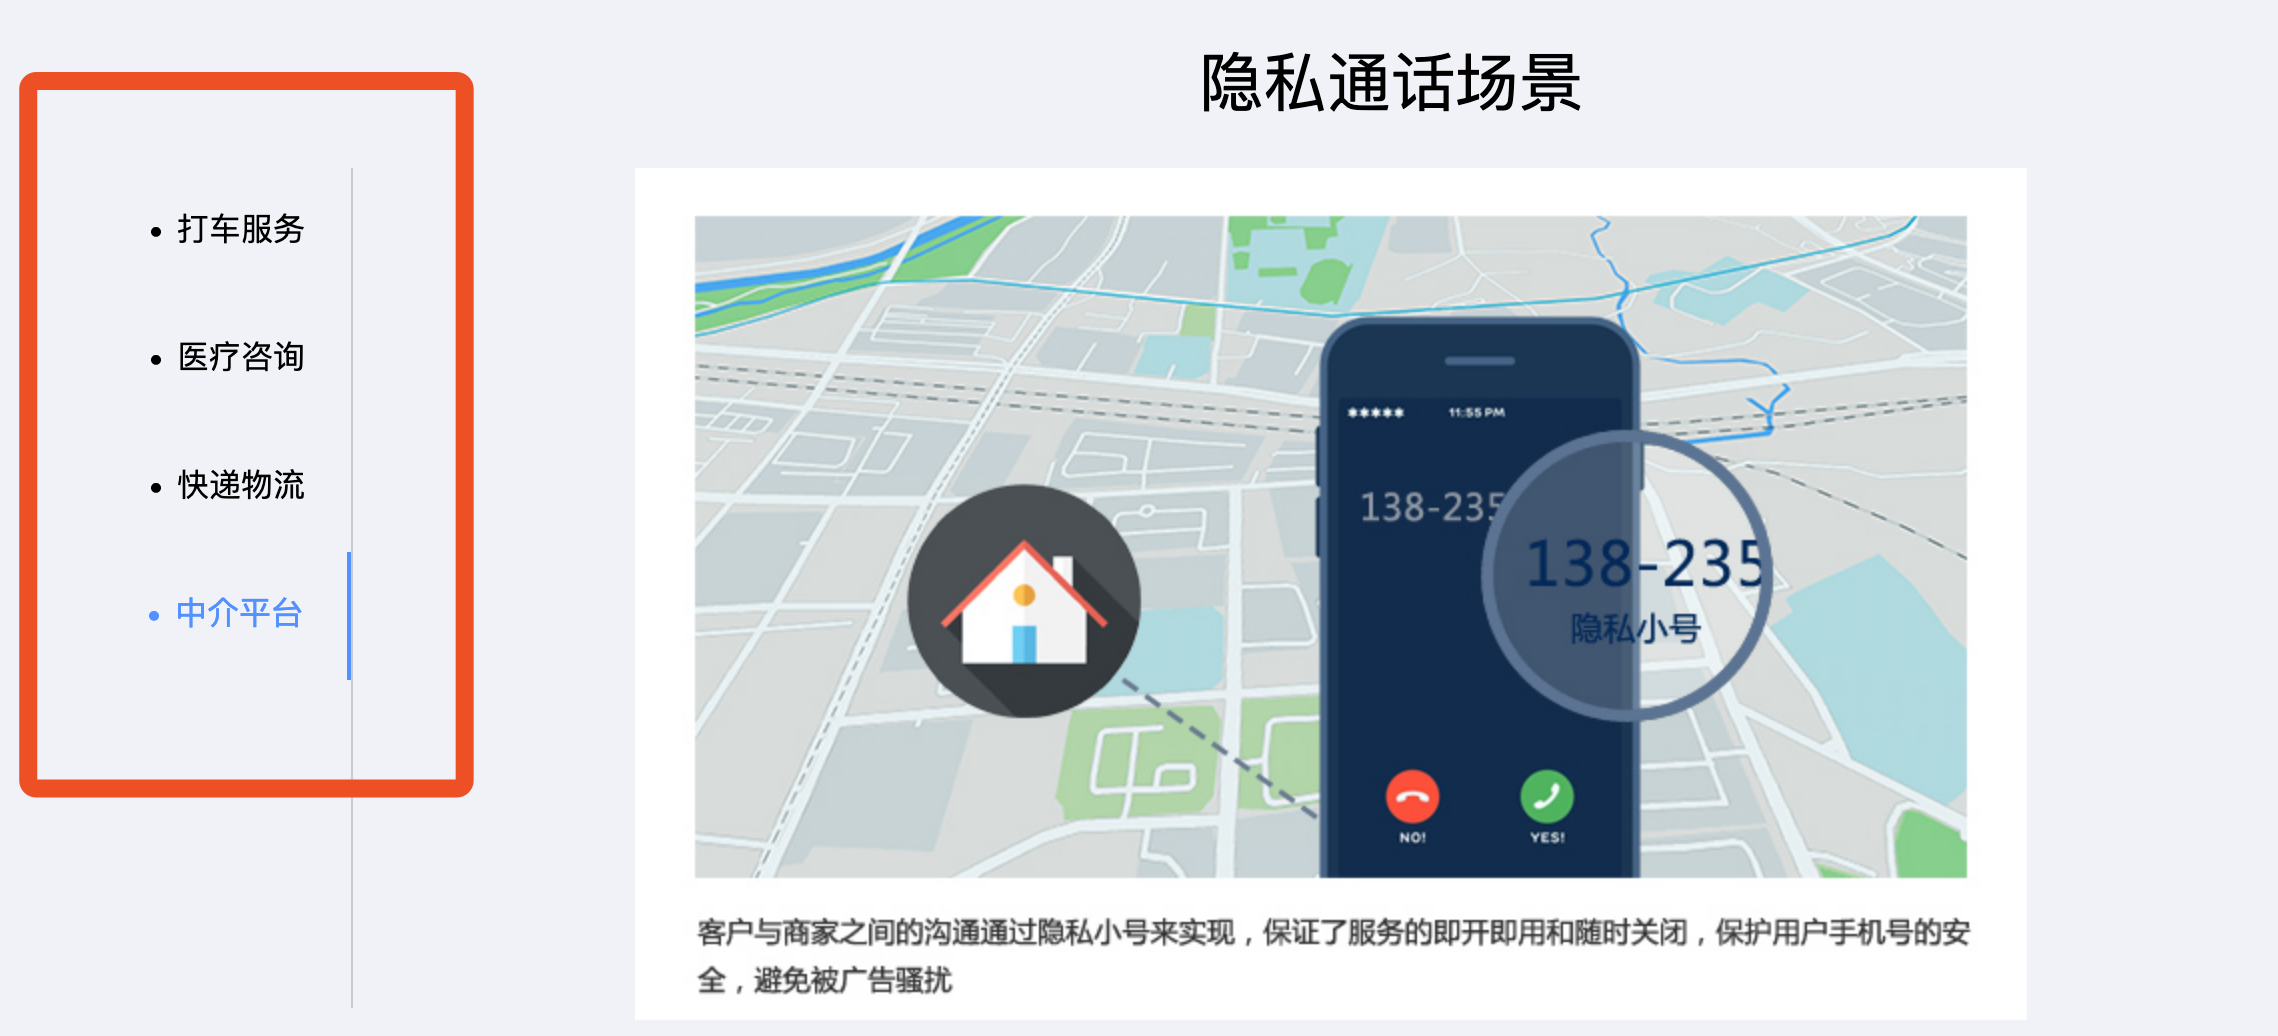 隐私通话场景
打车服务
医疗咨询
快递物流
中介平台
***** 11:55 PM
138-235
138-235
隐私小号
NO! YES!
客户与商家之间的沟通通过隐私小号来实现，保证了服务的即开即用和随时关闭，保护用户手机号的安
全，避免被广告骚扰